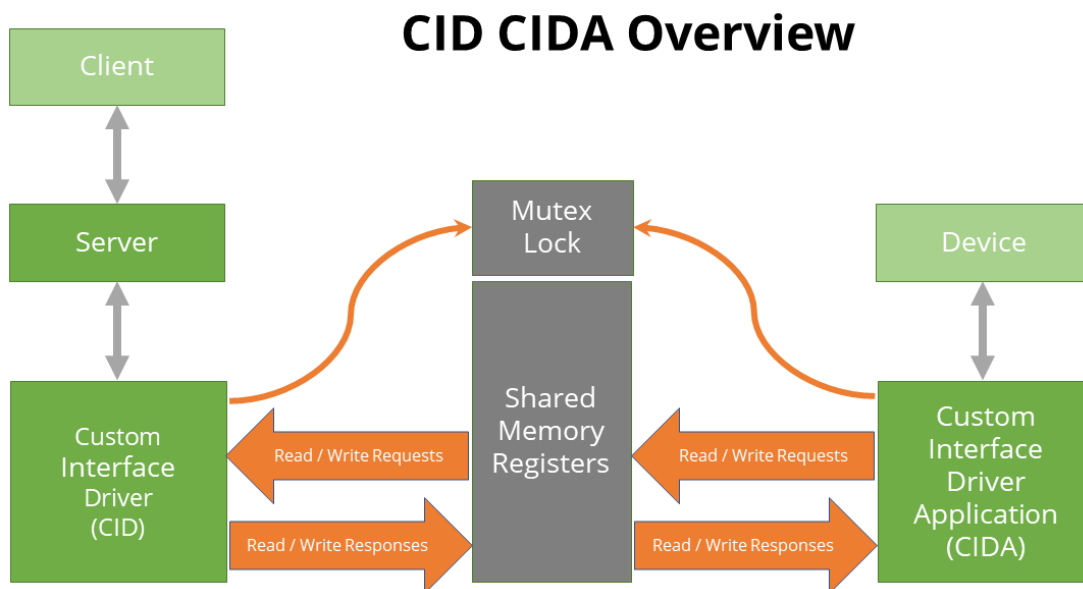 CID CIDA Overview
Client
Server
Mutex
Lock
Device
Custom
Interface
Driver
(CID)
Read / Write Requests
Read / Write Responses
Shared
Memory
Registers
Read / Write Requests
Read / Write Responses
Custom
Interface
Driver
Application
(CIDA)